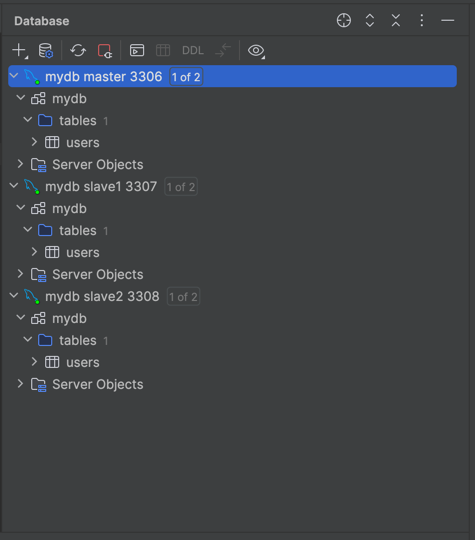 Database
DDL
mydb master 3306 1 of 2
mydb
tables 1
users
Server Objects
mydb slave1 3307 1 of 2
mydb
tables 1
users
Server Objects
mydb slave2 3308 1 of 2
mydb
tables 1
users
Server Objects